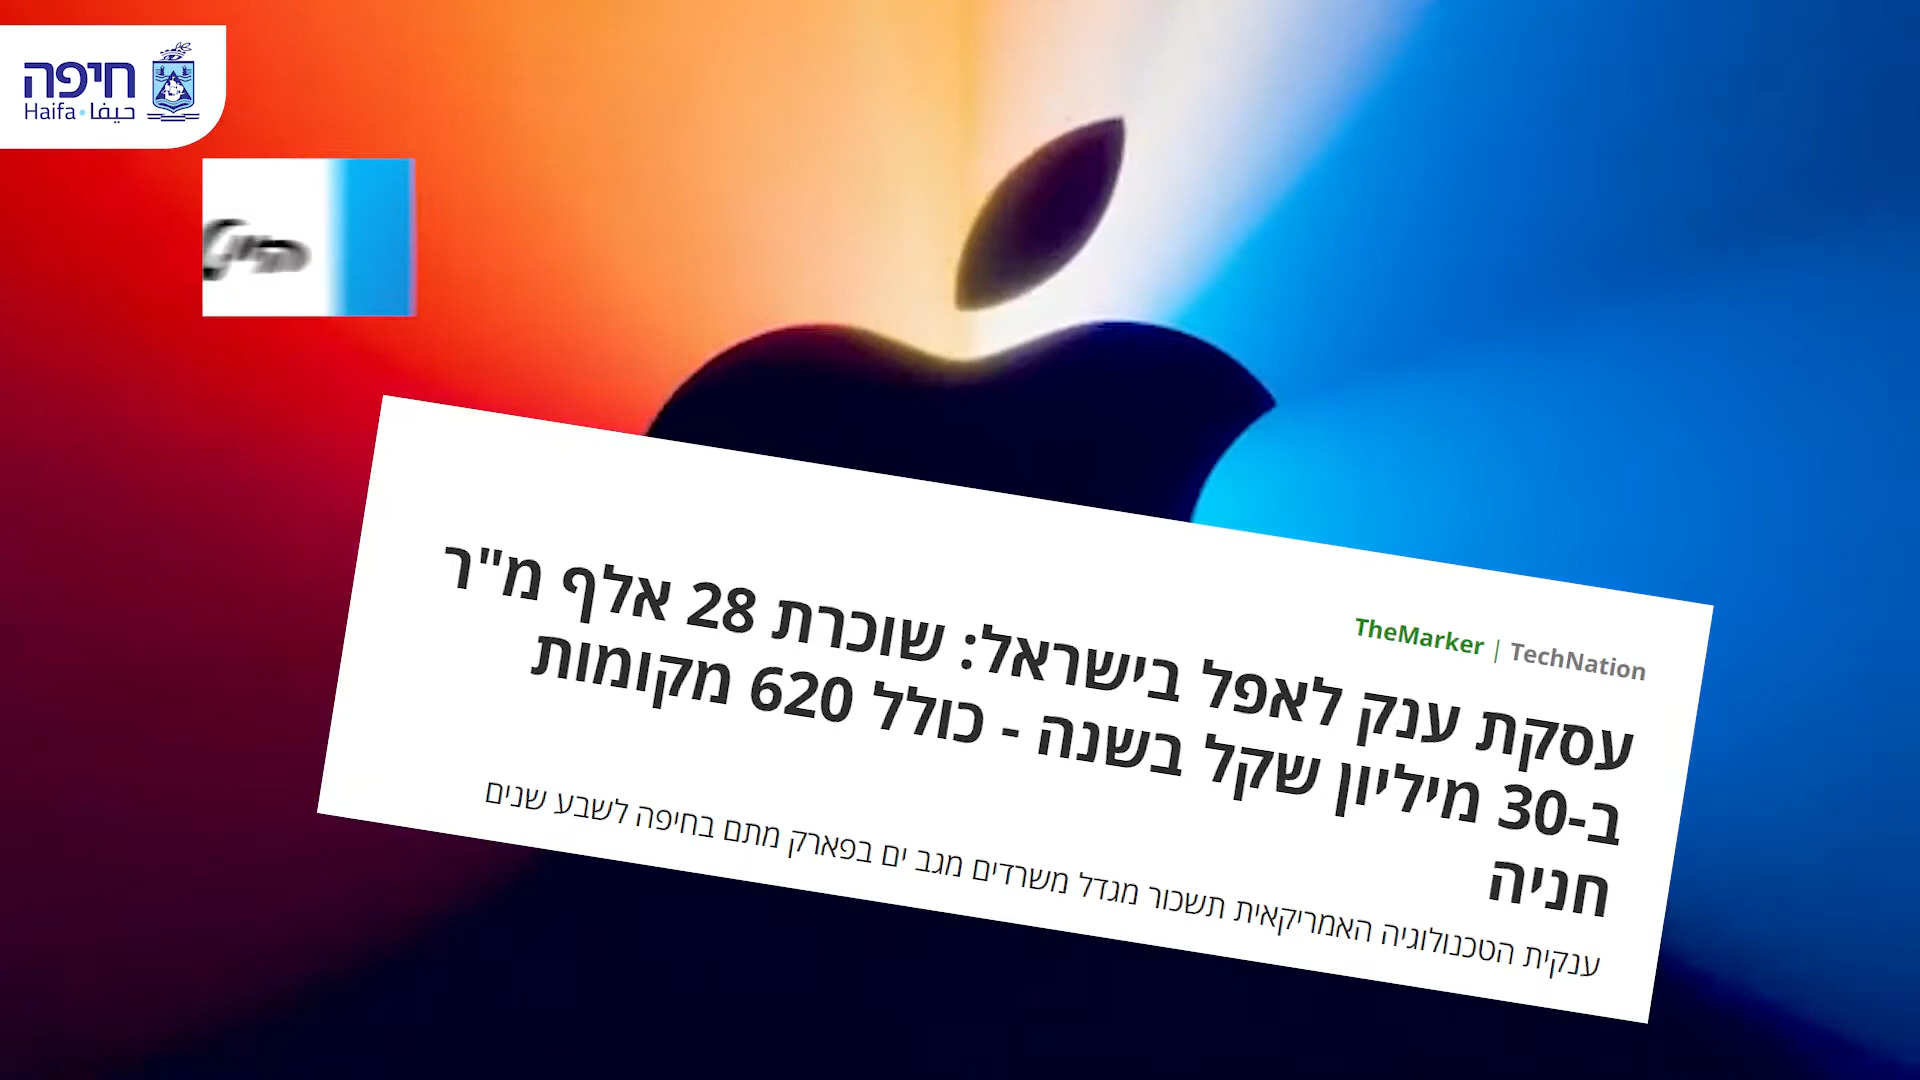 חיפה
Haifa • حيفا
TheMarker | TechNation
עסקת ענק לאפל בישראל: שוכרת 28 אלף מ"ר
ב-30 מיליון שקל בשנה - כולל 620 מקומות
חניה
ענקית הטכנולוגיה האמריקאית תשכור מגדל משרדים מגב ים בפארק מתם בחיפה לשבע שנים